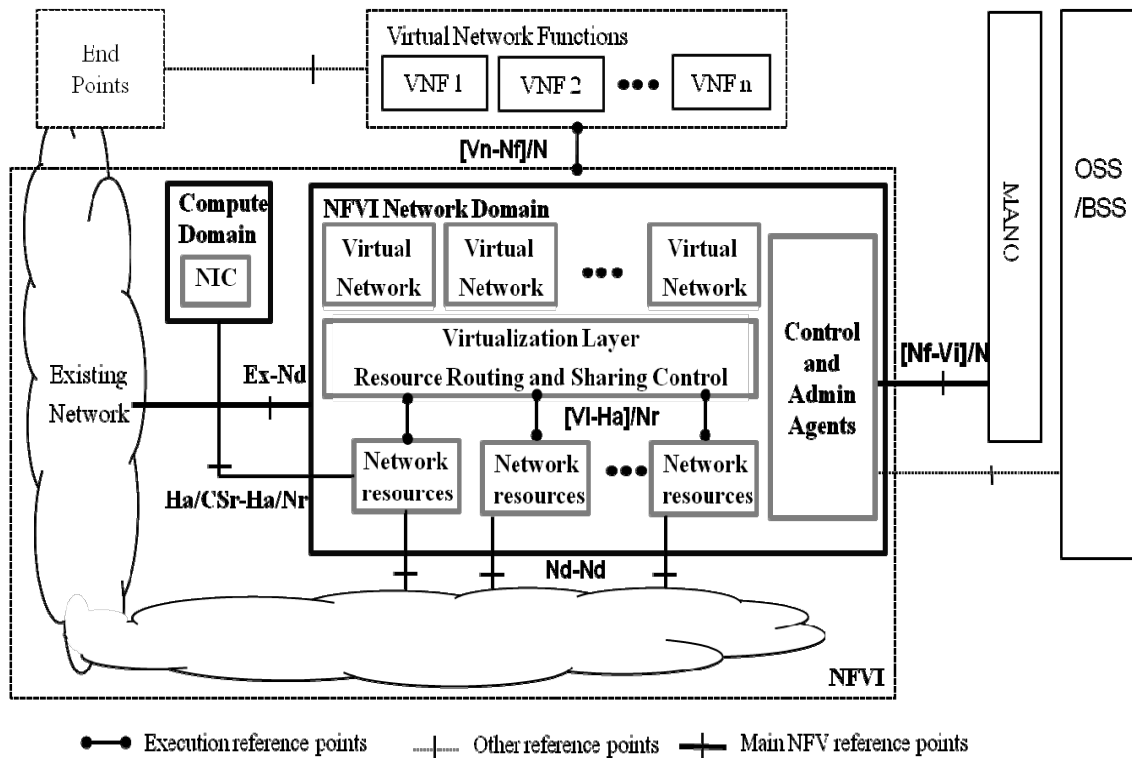 End
Points
Virtual Network Functions
VNF 1
VNF 2
VNF n
[Vn-Nf]/N
OSS
/BSS
MANO
Compute
Domain
NIC
NFVI Network Domain
Virtual
Network
Virtual
Network
Virtual
Network
Virtualization Layer
Resource Routing and Sharing Control
Control
and
Admin
Agents
[Nf-Vi]/N
Existing
Network
Ex-Nd
[Vl-Ha]/Nr
Network
resources
Network
resources
Network
resources
Ha/CSr-Ha/Nr
Nd-Nd
NFVI
Execution reference points
Other reference points
Main NFV reference points